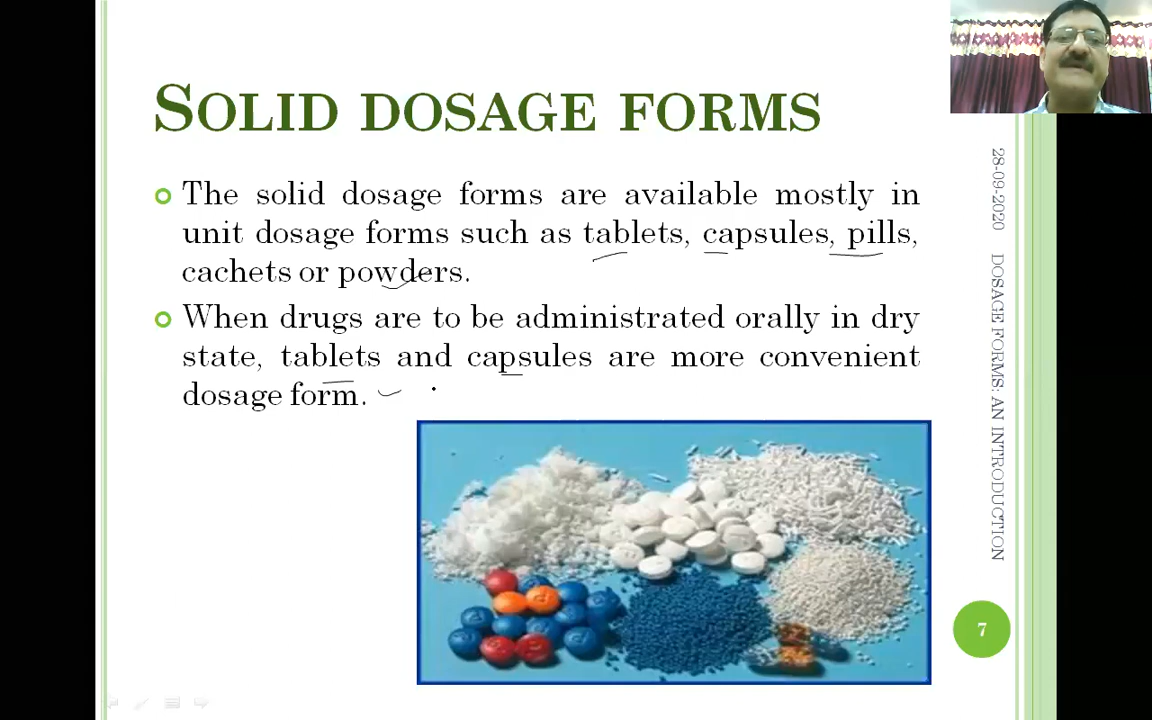 SOLID DOSAGE FORMS
The solid dosage forms are available mostly in
unit dosage forms such as tablets, capsules, pills,
cachets or powders.
When drugs are to be administrated orally in dry
state, tablets and capsules are more convenient
dosage form.
28-09-2020
DOSAGE FORMS: AN INTRODUCTION
7